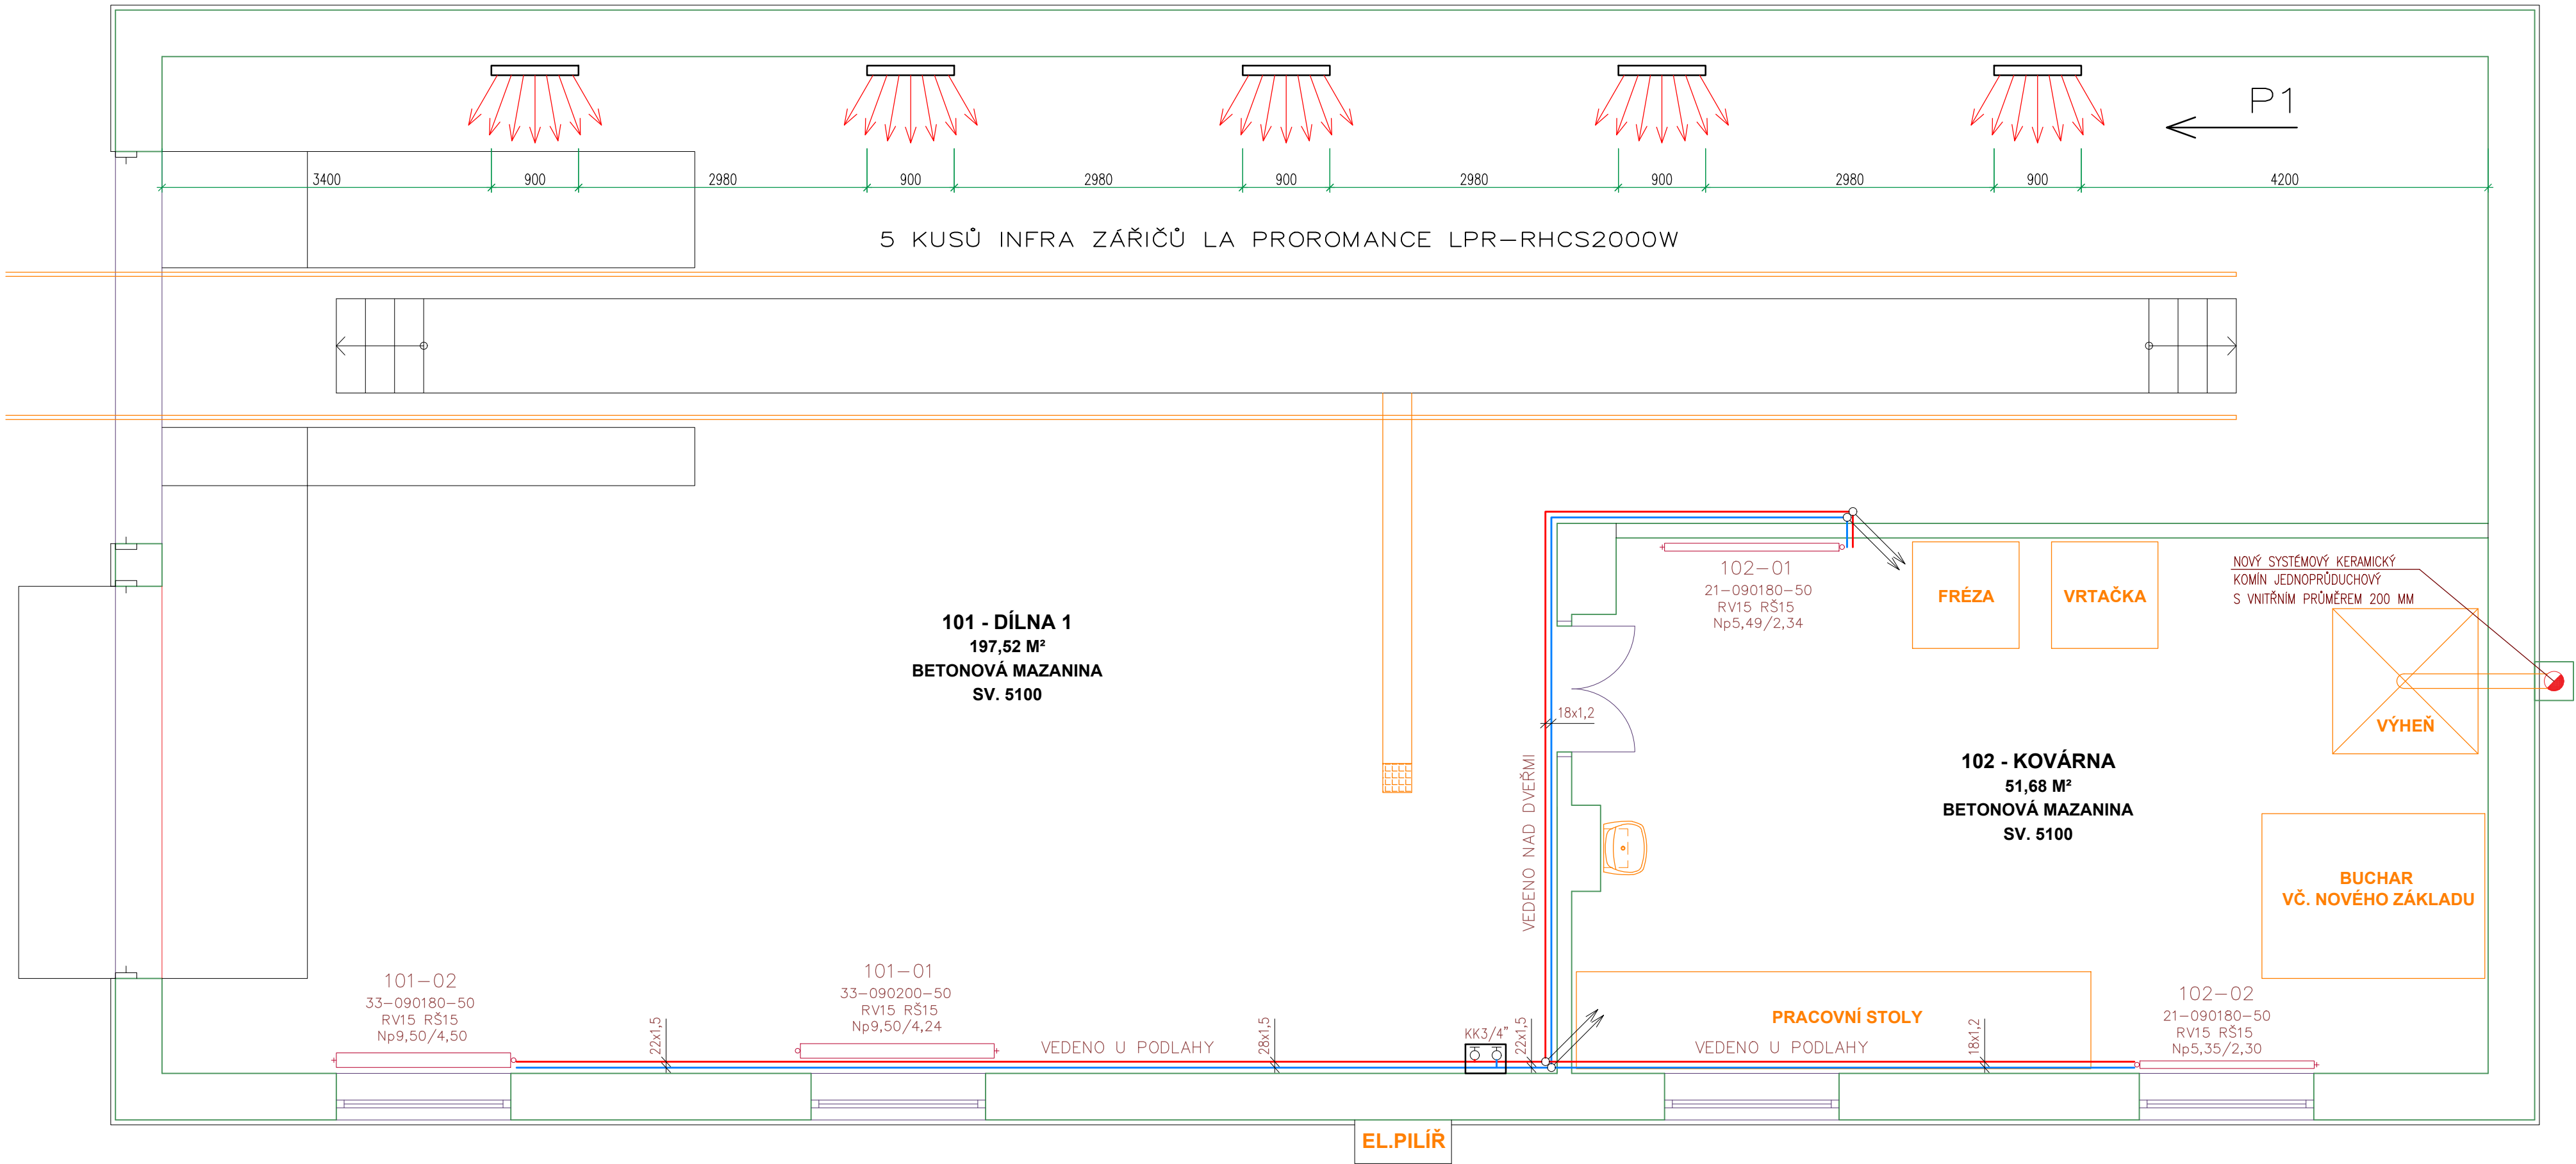 P1
3400
900
2980
900
2980
900
2980
900
2980
900
4200
5 KUSŮ INFRA ZÁŘIČŮ LA PROROMANCE LPR-RHCS2000W
102-01
21-090180-50
RV15 RŠ15
Np5,49/2,34
FRÉZA
VRTAČKA
NOVÝ SYSTÉMOVÝ KERAMICKÝ
KOMÍN JEDNOPRŮDUCHOVÝ
S VNITŘNÍM PRŮMĚREM 200 MM
VÝHEŇ
101 - DÍLNA 1
197,52 M²
BETONOVÁ MAZANINA
SV. 5100
18x1,2
VEDENO NAD DVEŘMI
102 - KOVÁRNA
51,68 M²
BETONOVÁ MAZANINA
SV. 5100
BUCHAR
VČ. NOVÉHO ZÁKLADU
101-02
33-090180-50
RV15 RŠ15
Np9,50/4,50
22x1,5
101-01
33-090200-50
RV15 RŠ15
Np9,50/4,24
VEDENO U PODLAHY
28x1,5
KK3/4"
22x1,5
PRACOVNÍ STOLY
VEDENO U PODLAHY
18x1,2
102-02
21-090180-50
RV15 RŠ15
Np5,35/2,30
EL.PILÍŘ